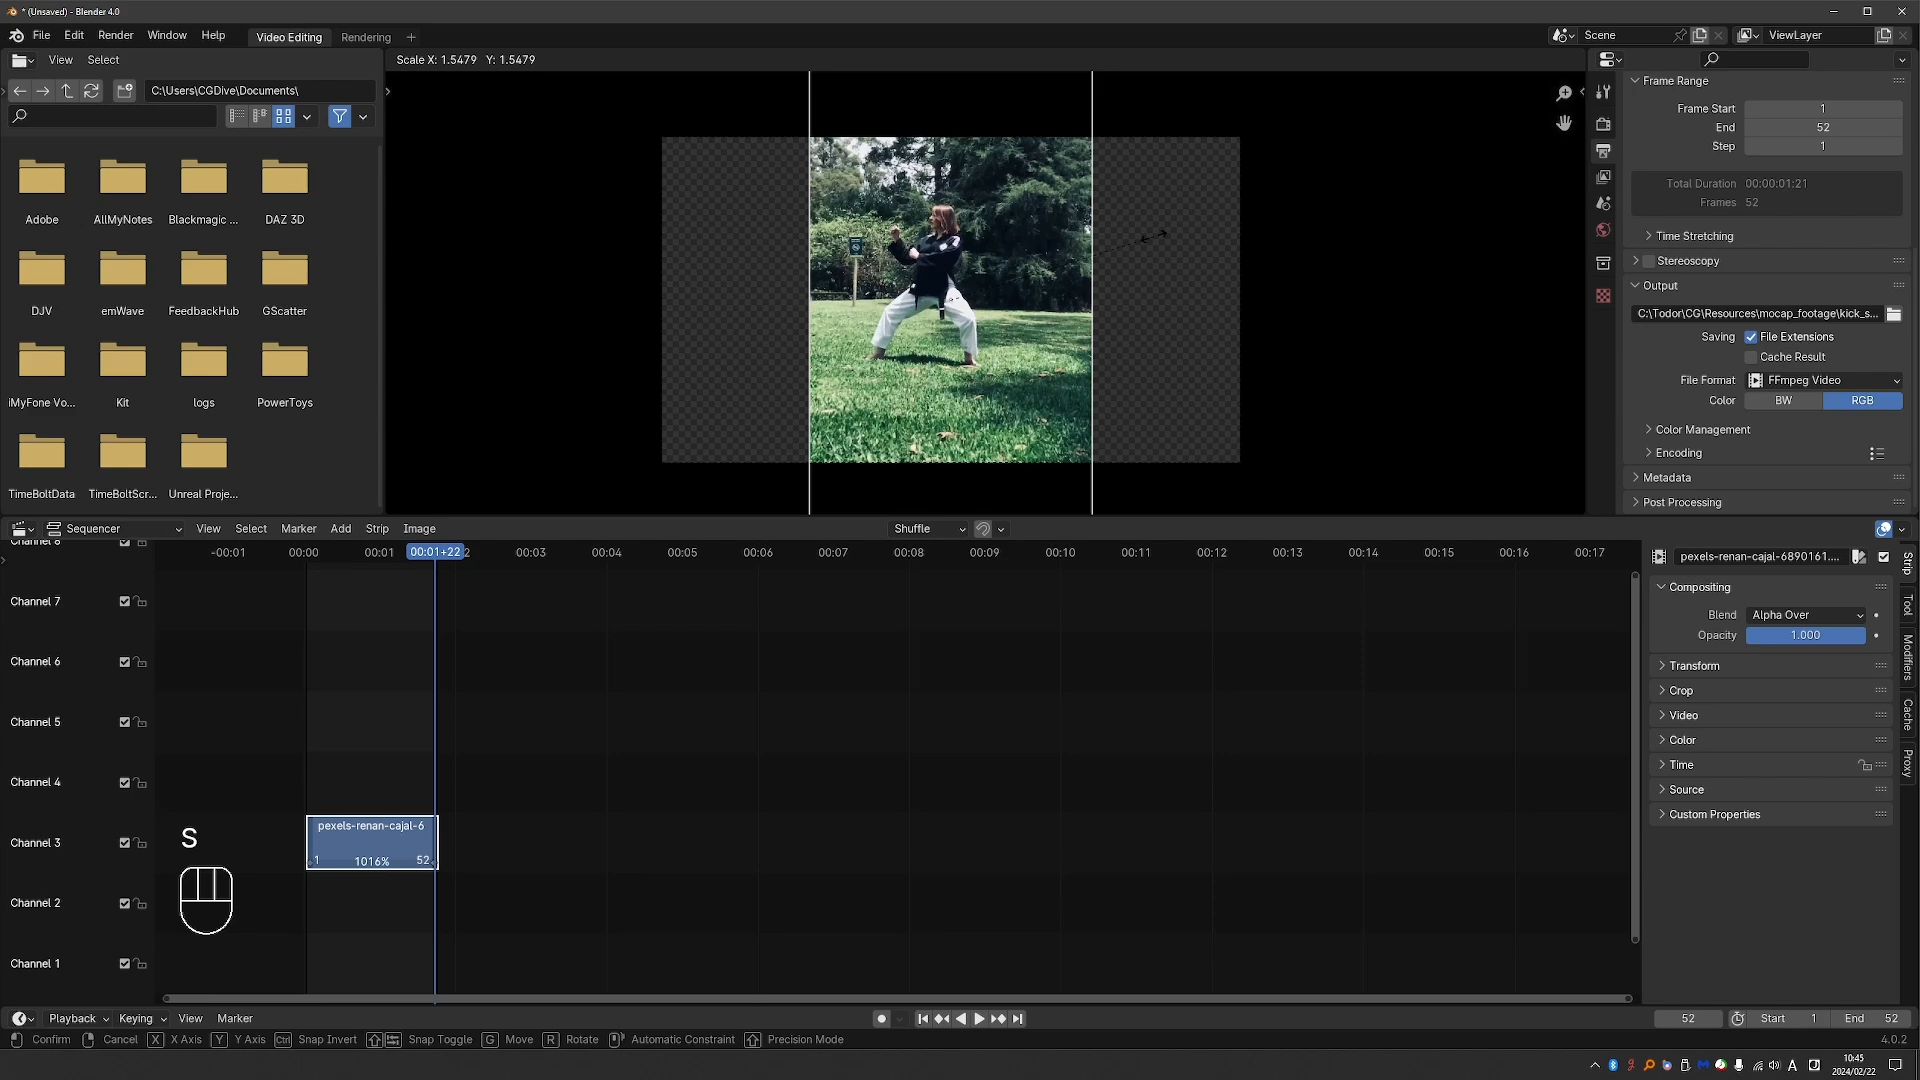 * (Unsaved) - Blender 4.0
File Edit Render Window Help Video Editing Rendering Scene ViewLayer
View Select
Scale X: 1.5479 Y: 1.5479
C:\Users\CGDive\Documents\
Adobe AllMyNotes Blackmagic ... DAZ 3D
DJV emWave FeedbackHub GScatter
iMyFone Vo... Kit logs PowerToys
TimeBoltData TimeBoltScr... Unreal Proje...
Frame Range
Frame Start 1
End 52
Step 1
Total Duration 00:00:01:21
Frames 52
Time Stretching
Stereoscopy
Output
C:\Todor\CG\Resources\mocap_footage\kick_s...
Saving File Extensions
Cache Result
File Format FFmpeg Video
Color BW RGB
Color Management
Encoding
Metadata
Post Processing
Sequencer View Select Marker Add Strip Image Shuffle
-00:01 00:00 00:01 00:01+22 2 00:03 00:04 00:05 00:06 00:07 00:08 00:09 00:10 00:11 00:12 00:13 00:14 00:15 00:16 00:17
Channel 8
Channel 7
Channel 6
Channel 5
Channel 4
Channel 3
Channel 2
Channel 1
pexels-renan-cajal-6
1 1016% 52
S
pexels-renan-cajal-6890161....
Compositing
Blend Alpha Over
Opacity 1.000
Transform
Crop
Video
Color
Time
Source
Custom Properties
Strip
Tool
Modifiers
Cache
Proxy
Playback Keying View Marker 52 Start 1 End 52
Confirm Cancel X X Axis Y Y Axis Ctrl Snap Invert Snap Toggle G Move R Rotate Automatic Constraint Precision Mode 4.0.2
A 10:45
2024/02/22